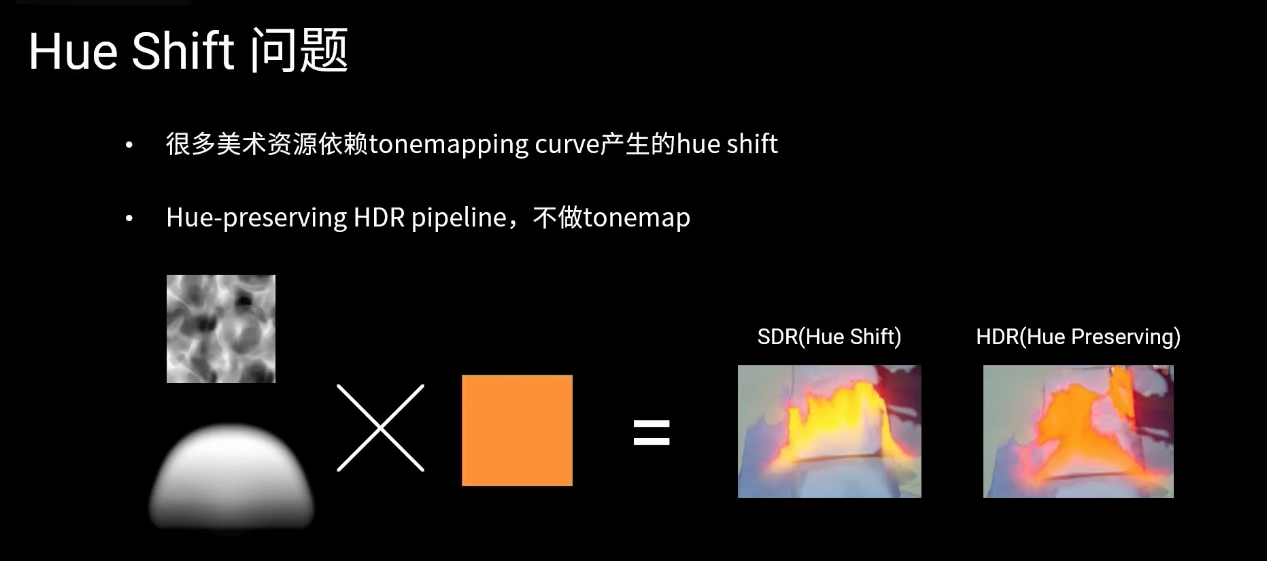 Hue Shift 问题
• 很多美术资源依赖tonemapping curve产生的hue shift
• Hue-preserving HDR pipeline，不做tonemap
SDR(Hue Shift)
HDR(Hue Preserving)